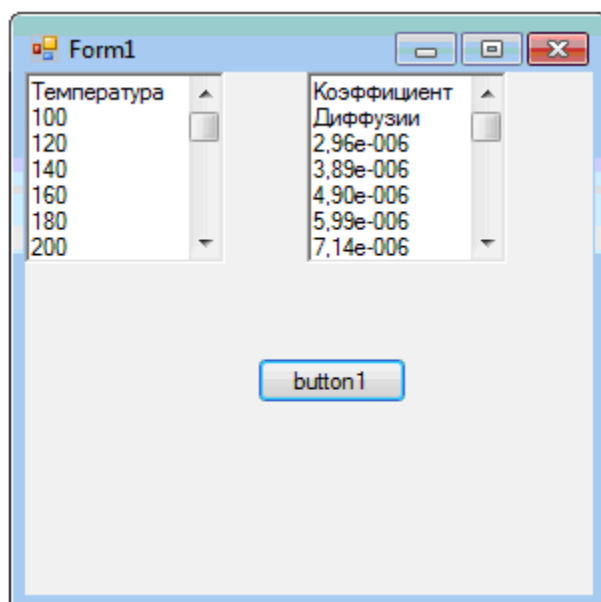 Form1
Температура
100
120
140
160
180
200
Коэффициент
Диффузии
2,96e-006
3,89e-006
4,90e-006
5,99e-006
7,14e-006
button1